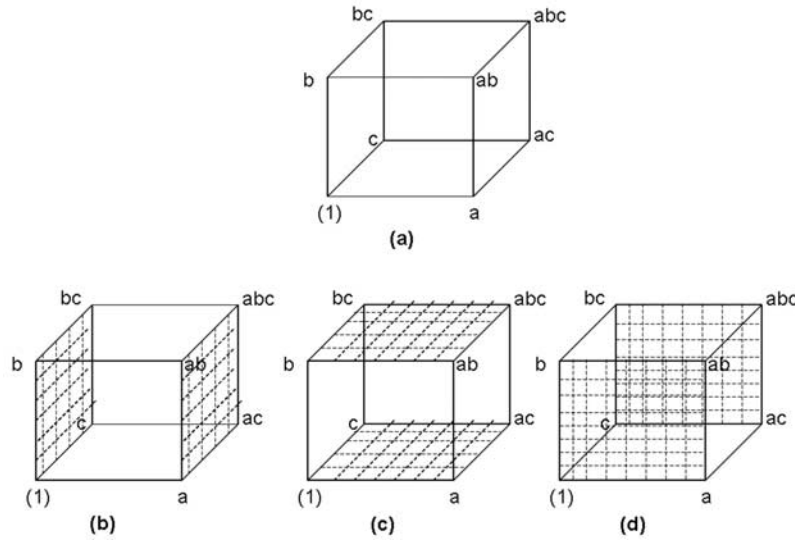 bc abc
b ab
c ac
(1) a
(a)
bc abc bc abc bc abc
b ab b ab b ab
c ac c ac c ac
(1) a (1) a (1) a
(b) (c) (d)